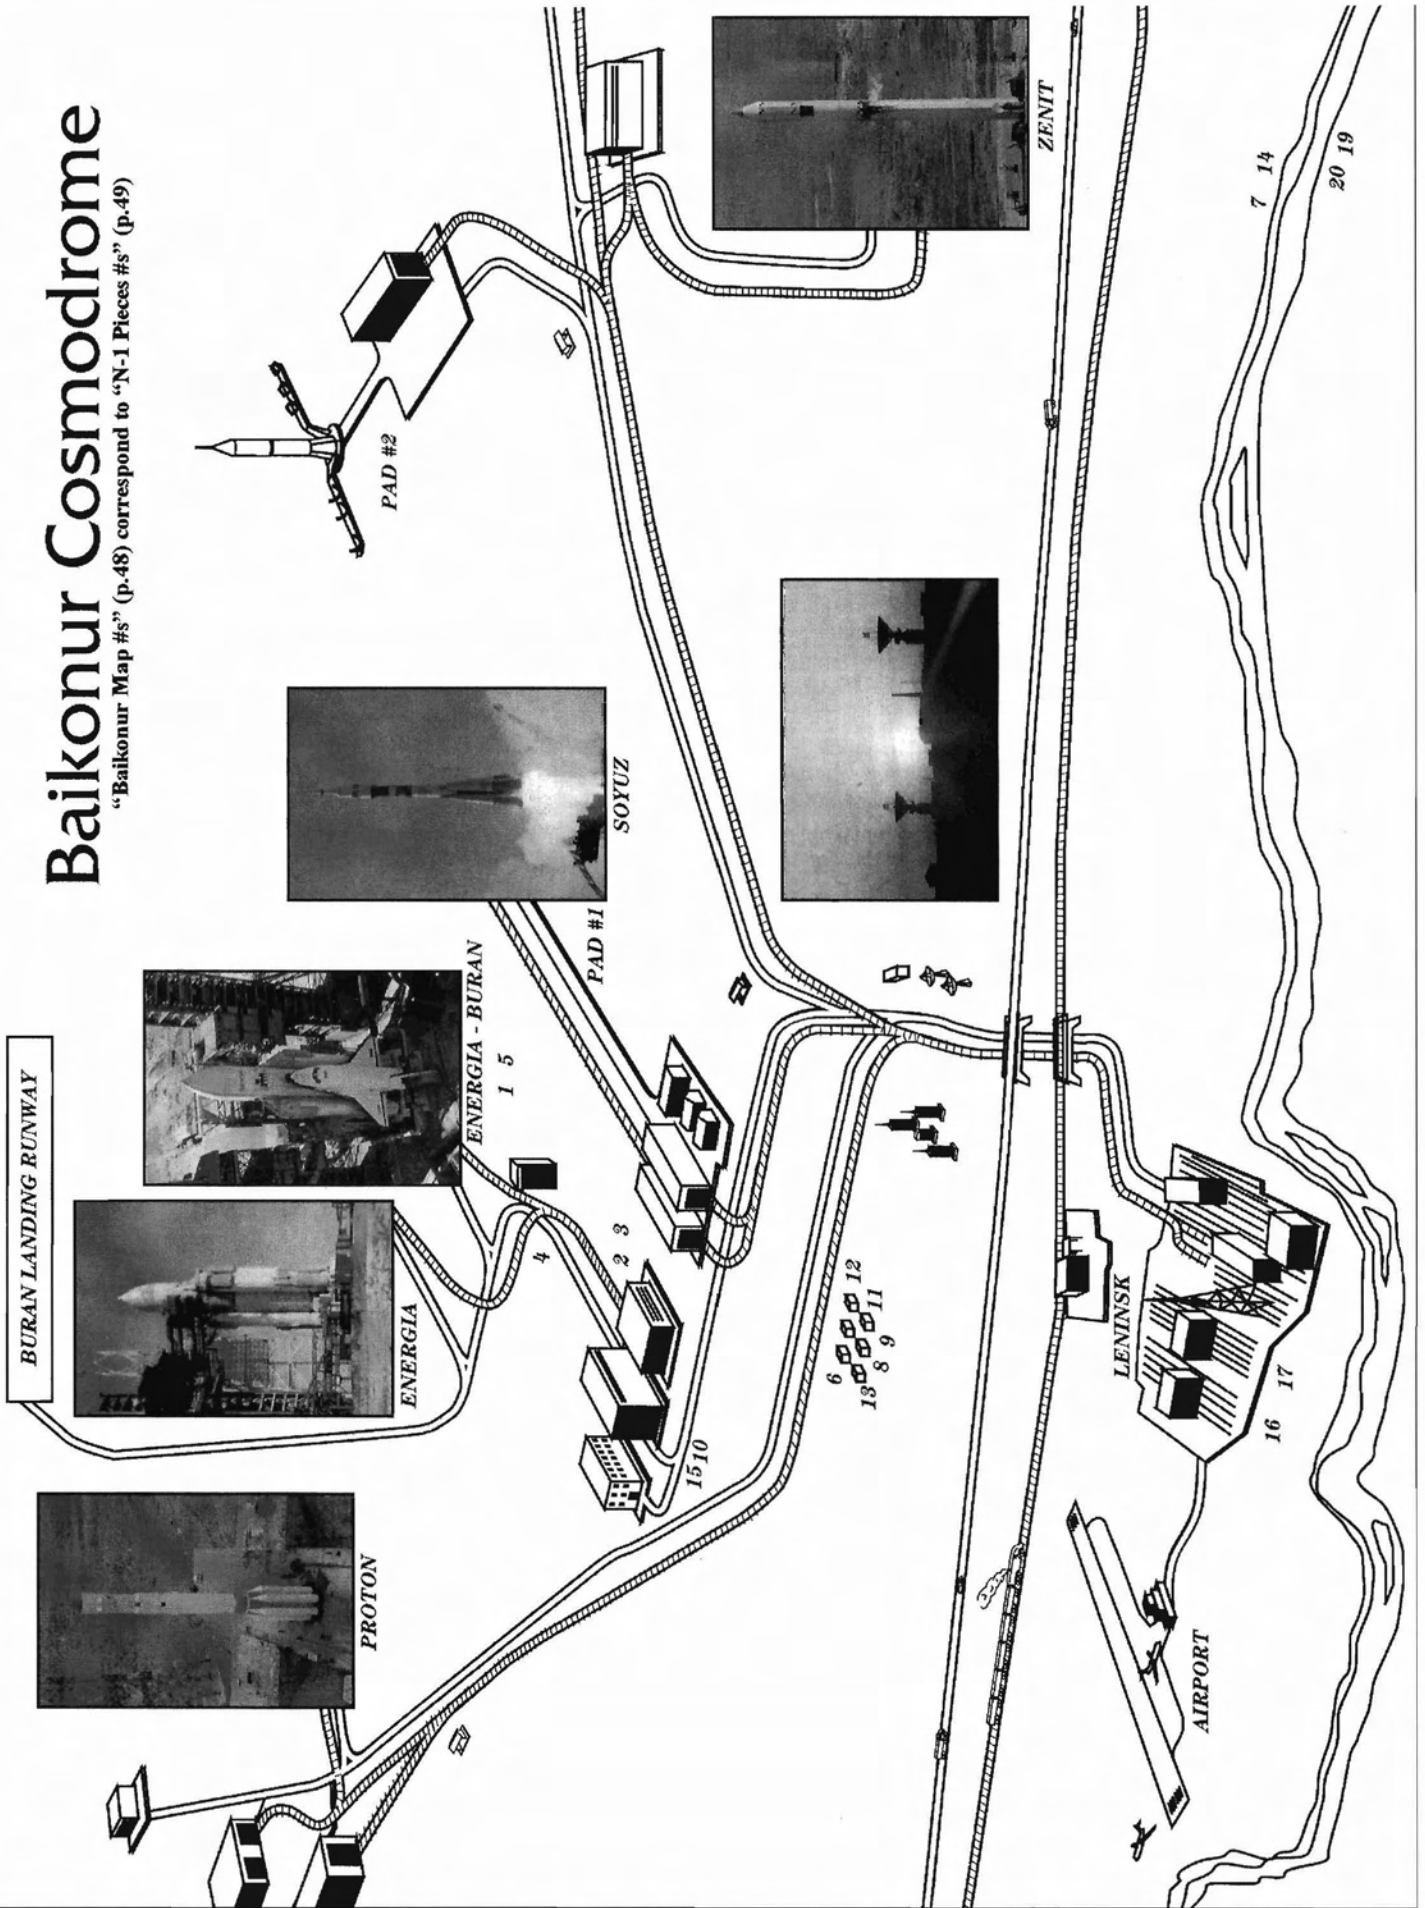 Baikonur Cosmodrome
“Baikonur Map #s” (p.48) correspond to “N-1 Pieces #s” (p.49)
BURAN LANDING RUNWAY
PROTON
ENERGIA
ENERGIA - BURAN
1 5
SOYUZ
PAD #1
PAD #2
ZENIT
4
2 3
15 10
6
13 8 9
11
12
LENINSK
16 17
AIRPORT
7 14
20 19